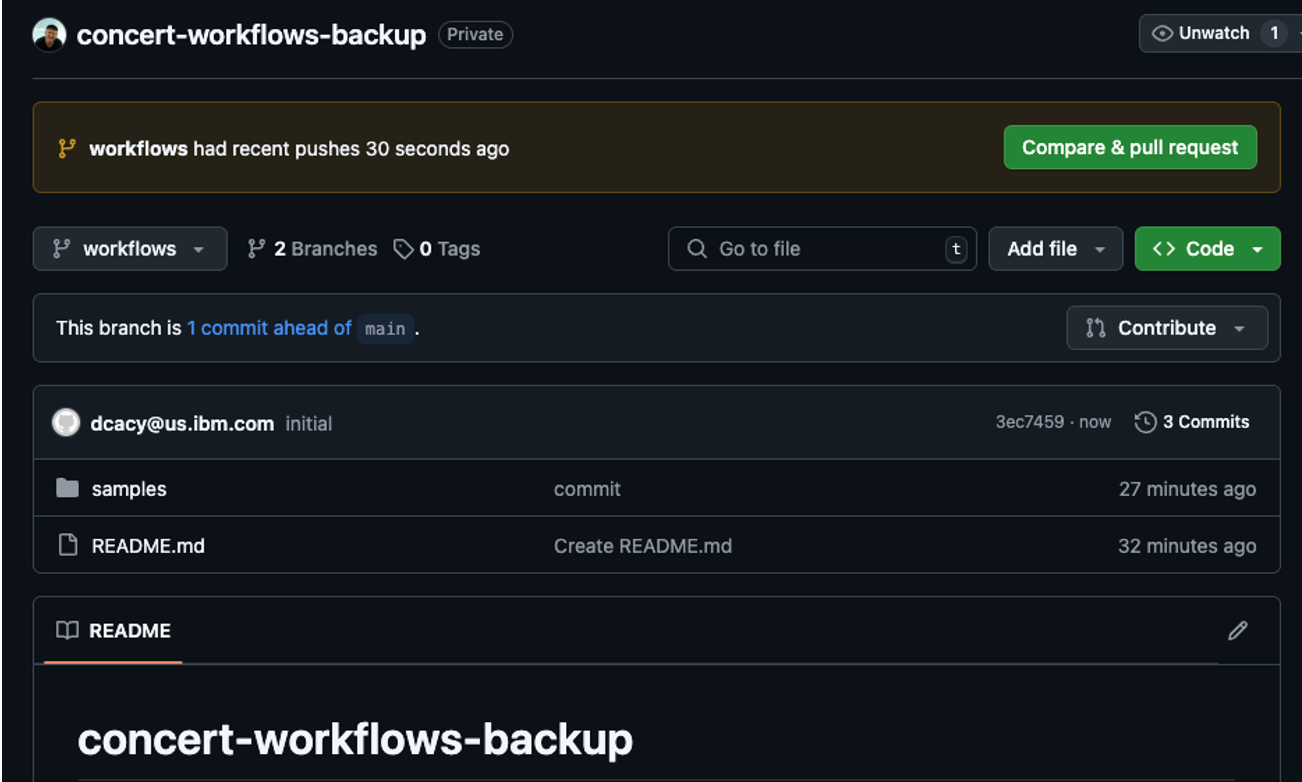 concert-workflows-backup Private Unwatch 1
workflows had recent pushes 30 seconds ago Compare & pull request
workflows 2 Branches 0 Tags Go to file t Add file Code
This branch is 1 commit ahead of main . Contribute
dcacy@us.ibm.com initial 3ec7459 · now 3 Commits
samples commit 27 minutes ago
README.md Create README.md 32 minutes ago
README
concert-workflows-backup